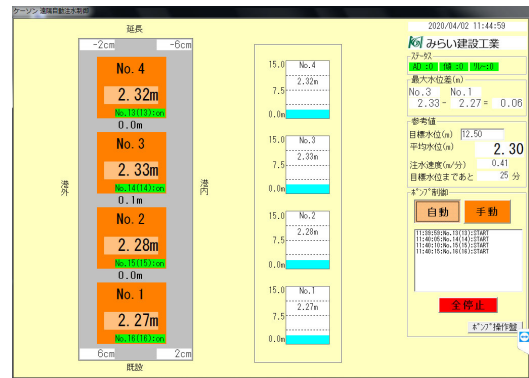 ケーソン 遠隔自動注水制御
延長
-2cm
-6cm
No. 4
2.32m
No.13(13):on
0.0m
No. 3
2.33m
No.14(14):on
0.1m
No. 2
2.28m
No.15(15):on
0.0m
No. 1
2.27m
No.16(16):on
6cm
2cm
既設
港外
港内
15.0
No.4
2.32m
7.5
0.0m
15.0
No.3
2.33m
7.5
0.0m
15.0
No.2
2.28m
7.5
0.0m
15.0
No.1
2.27m
7.5
0.0m
2020/04/02 11:44:59
みらい建設工業
ステータス
AD :0
傾 :0
リレー:0
最大水位差(m)
No.3 No.1
2.33 - 2.27 = 0.06
参考値
目標水位(m) 12.50
平均水位(m) 2.30
注水速度(m/分) 0.41
目標水位まであと 25 分
ポンプ制御
自動
手動
11:39:59:No.13(13):START
11:40:05:No.14(14):START
11:40:10:No.15(15):START
11:40:15:No.16(16):START
全停止
ポンプ操作盤